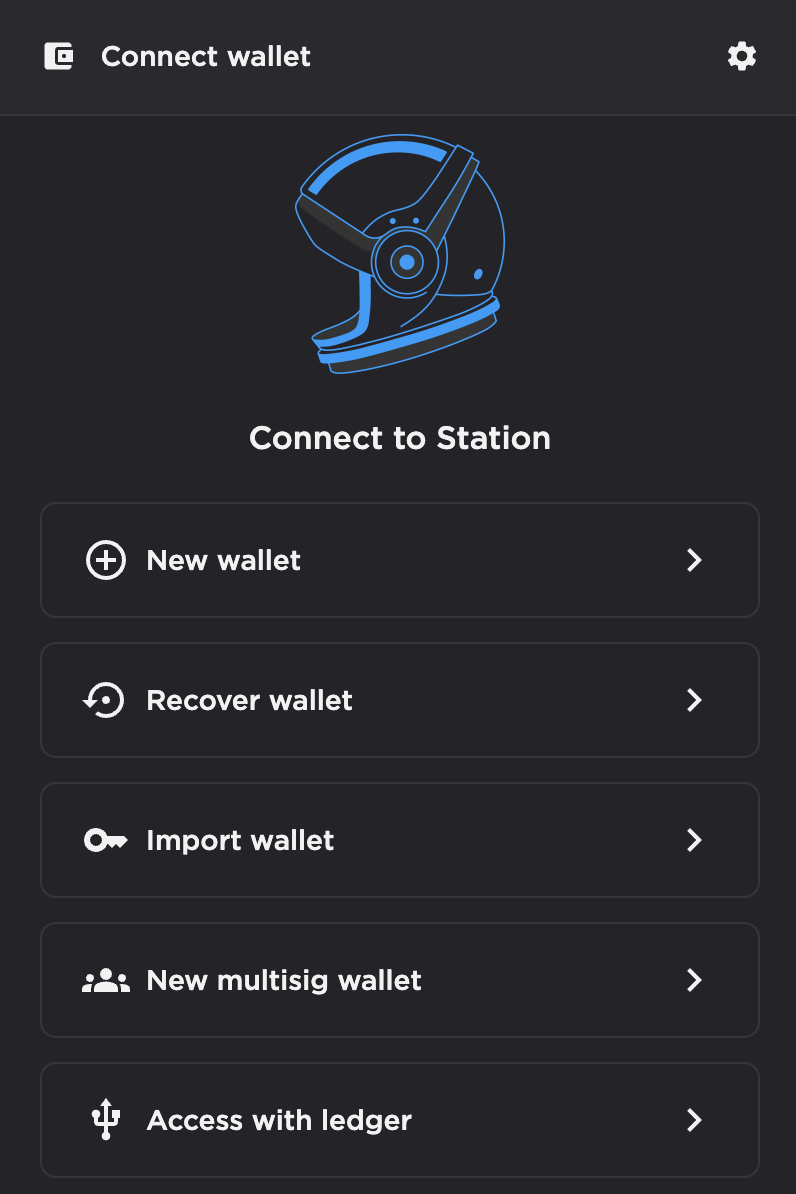 Connect wallet
Connect to Station
New wallet
Recover wallet
Import wallet
New multisig wallet
Access with ledger